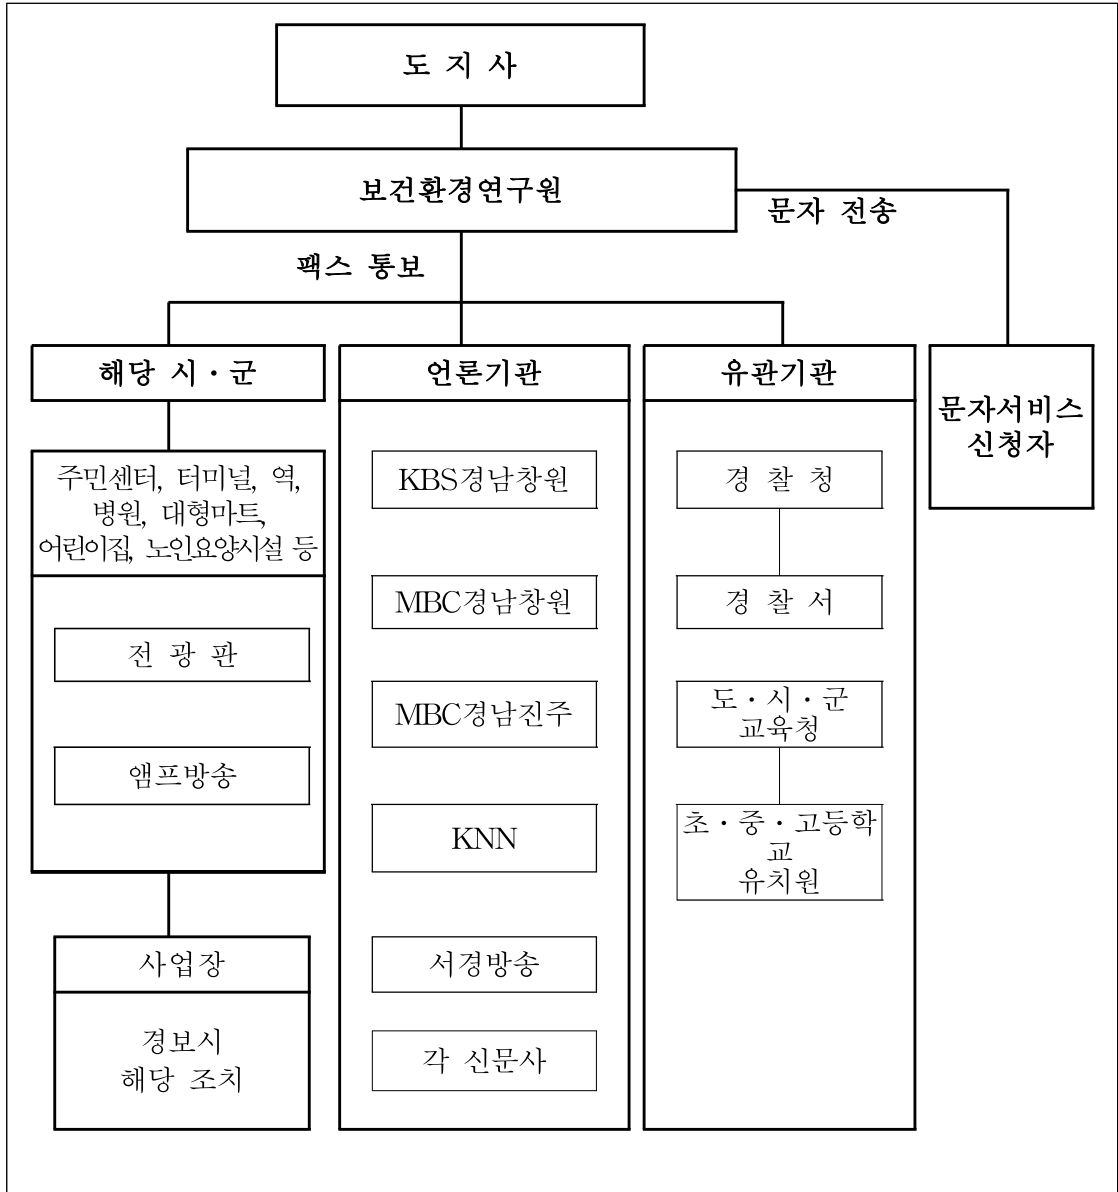 도 지 사
보건환경연구원
문자 전송
팩스 통보
해당 시·군
주민센터, 터미널, 역,
병원, 대형마트,
어린이집, 노인요양시설 등
전 광 판
앰프방송
사업장
경보시
해당 조치
언론기관
KBS경남창원
MBC경남창원
MBC경남진주
KNN
서경방송
각 신문사
유관기관
경 찰 청
경 찰 서
도·시·군
교육청
초·중·고등학
교
유치원
문자서비스
신청자